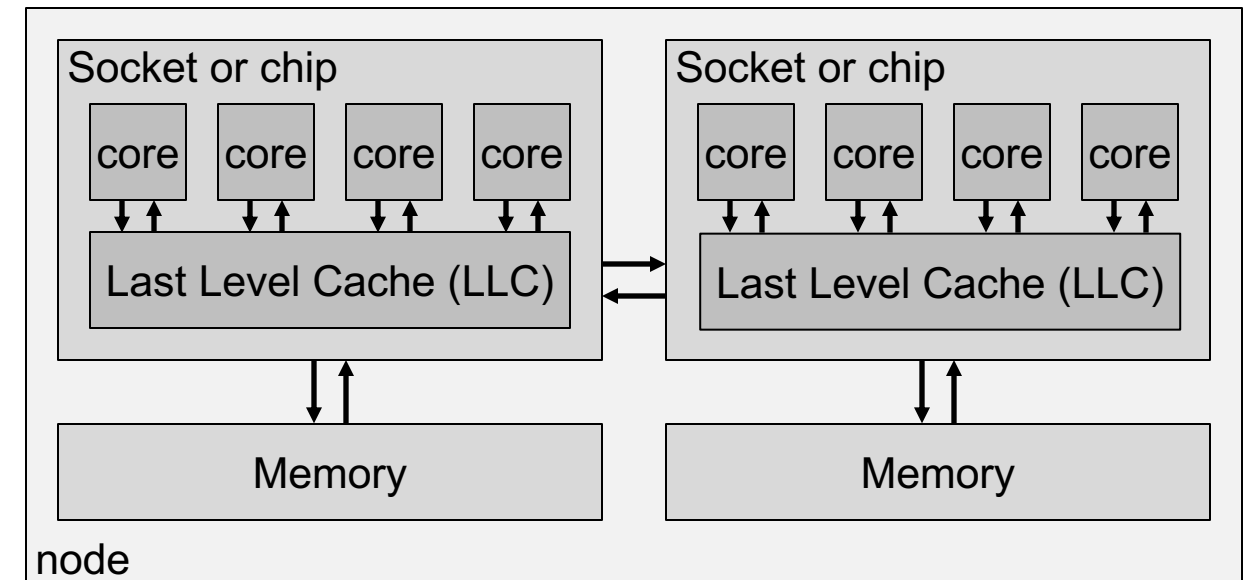 Socket or chip
core core core core
Last Level Cache (LLC)
Memory
Socket or chip
core core core core
Last Level Cache (LLC)
Memory
node